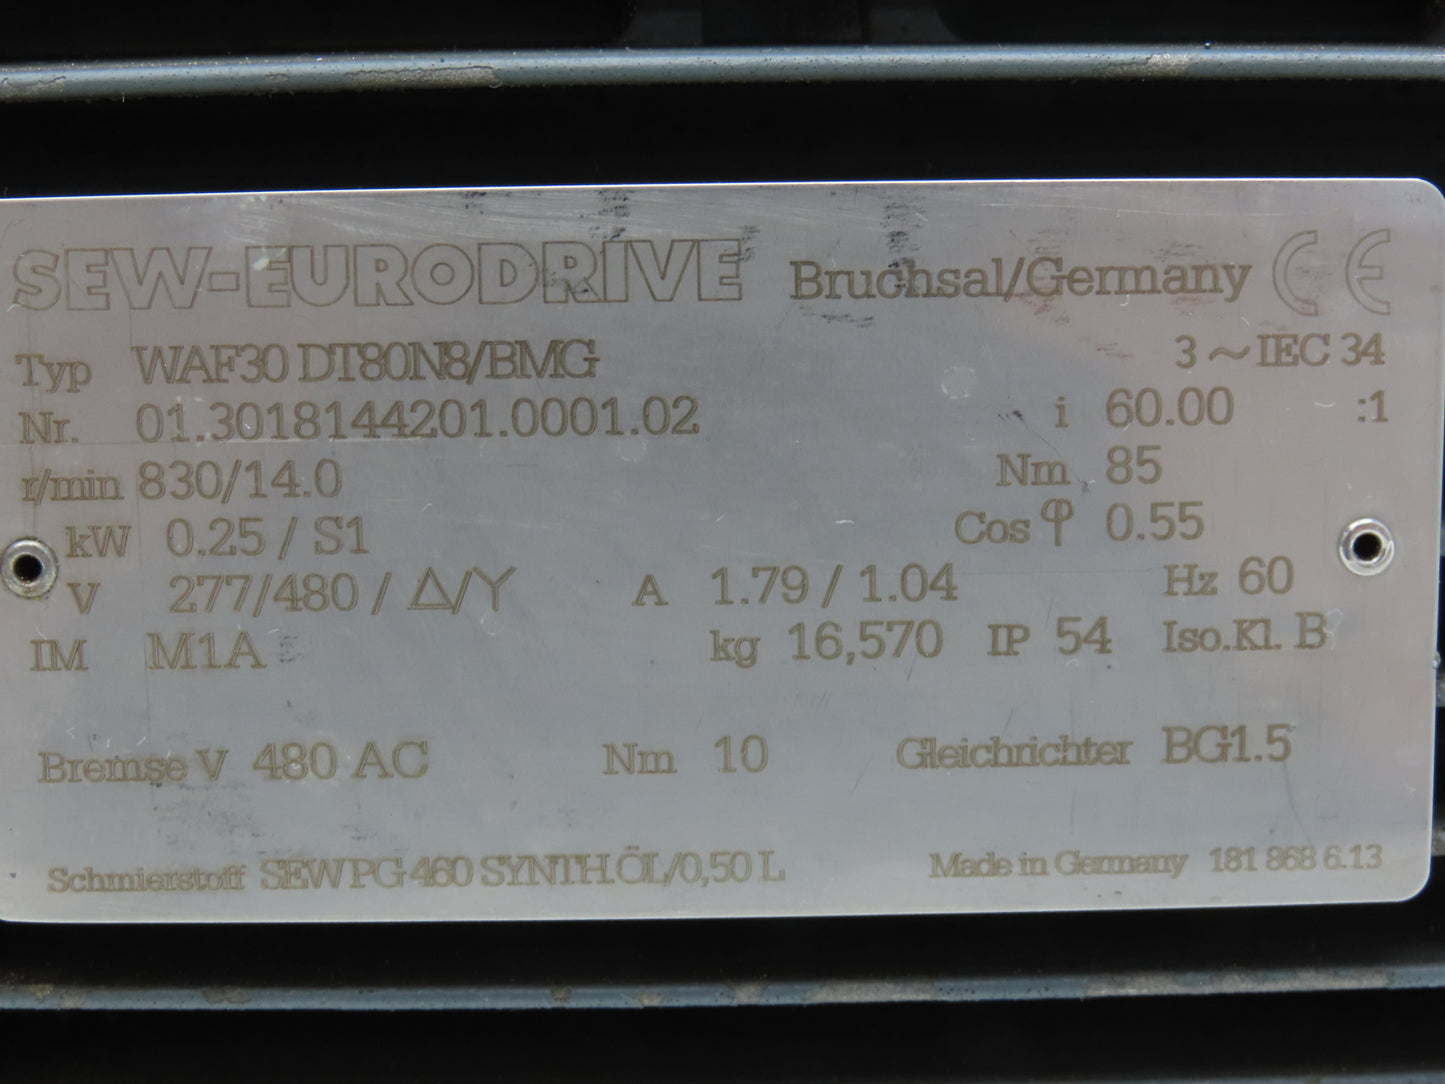 SEW-EURODRIVE Bruchsal/Germany CE
Typ WAF30 DT80N8/BMG 3~IEC 34
Nr. 01.3018144201.0001.02 i 60.00 :1
r/min 830/14.0 Nm 85
kW 0.25 / S1 Cos φ 0.55
V 277/480 / Δ/Y A 1.79 / 1.04 Hz 60
IM M1A kg 16,570 IP 54 Iso.Kl. B
Bremse V 480 AC Nm 10 Gleichrichter BG1.5
Schmierstoff SEW PG 460 SYNTH.ÖL/0,50 L Made in Germany 181 868 6.13